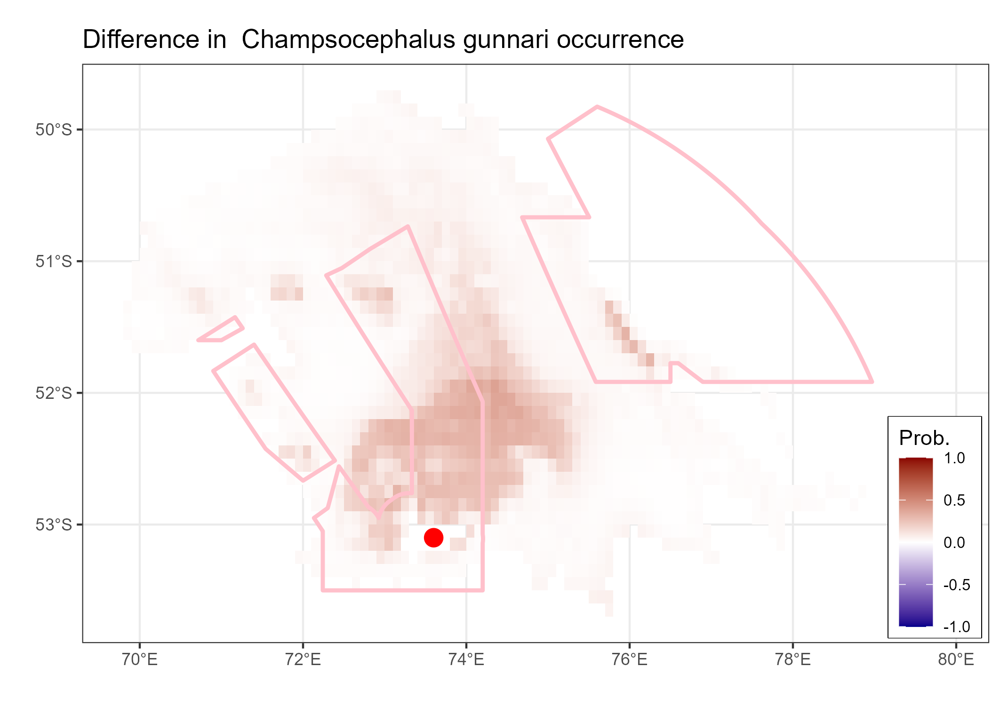 Difference in  Champsocephalus gunnari occurrence
50°S
51°S
52°S
53°S
70°E
72°E
74°E
76°E
78°E
80°E
Prob.
1.0
0.5
0.0
-0.5
-1.0